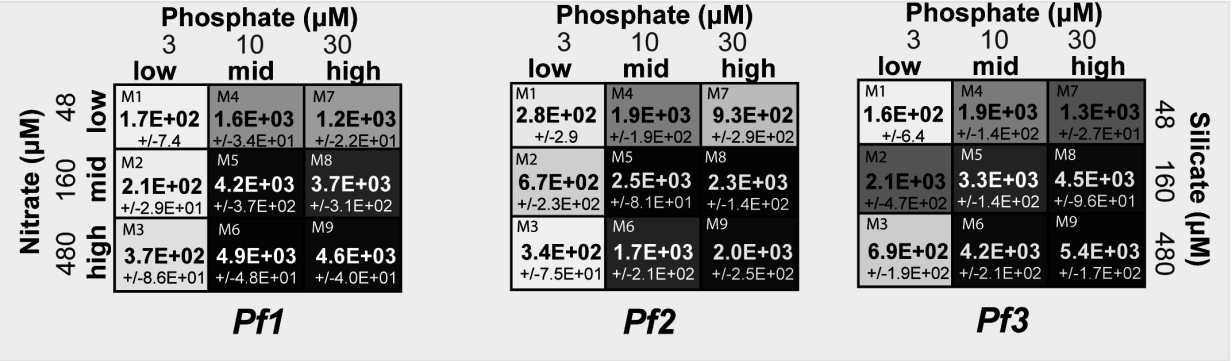 Phosphate (µM)
3 10 30
low mid high
Nitrate (µM)
48 low
160 mid
480 high
M1 M4 M7
1.7E+02 1.6E+03 1.2E+03
+/-7.4 +/-3.4E+01 +/-2.2E+01
M2 M5 M8
2.1E+02 4.2E+03 3.7E+03
+/-2.9E+01 +/-3.7E+02 +/-3.1E+02
M3 M6 M9
3.7E+02 4.9E+03 4.6E+03
+/-8.6E+01 +/-4.8E+01 +/-4.0E+01
Pf1
Phosphate (µM)
3 10 30
low mid high
M1 M4 M7
2.8E+02 1.9E+03 9.3E+02
+/-2.9 +/-1.9E+02 +/-2.9E+02
M2 M5 M8
6.7E+02 2.5E+03 2.3E+03
+/-2.3E+02 +/-8.1E+01 +/-1.4E+02
M3 M6 M9
3.4E+02 1.7E+03 2.0E+03
+/-7.5E+01 +/-2.1E+02 +/-2.5E+02
Pf2
Phosphate (µM)
3 10 30
low mid high
M1 M4 M7
1.6E+02 1.9E+03 1.3E+03
+/-6.4 +/-1.4E+02 +/-2.7E+01
M2 M5 M8
2.1E+03 3.3E+03 4.5E+03
+/-4.7E+02 +/-1.4E+02 +/-9.6E+01
M3 M6 M9
6.9E+02 4.2E+03 5.4E+03
+/-1.9E+02 +/-2.1E+02 +/-1.7E+02
48
160
480
Silicate (µM)
Pf3